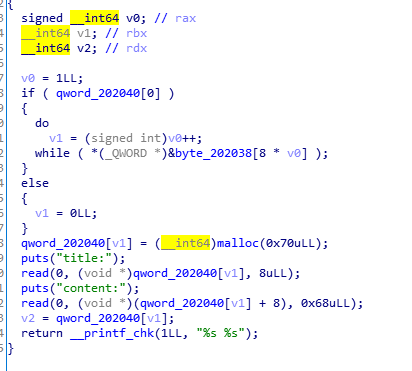 {
signed __int64 v0; // rax
__int64 v1; // rbx
__int64 v2; // rdx
v0 = 1LL;
if ( qword_202040[0] )
{
do
v1 = (signed int)v0++;
while ( *(_QWORD *)&byte_202038[8 * v0] );
}
else
{
v1 = 0LL;
}
qword_202040[v1] = (__int64)malloc(0x70uLL);
puts("title:");
read(0, (void *)qword_202040[v1], 8uLL);
puts("content:");
read(0, (void *)(qword_202040[v1] + 8), 0x68uLL);
v2 = qword_202040[v1];
return __printf_chk(1LL, "%s %s");
}